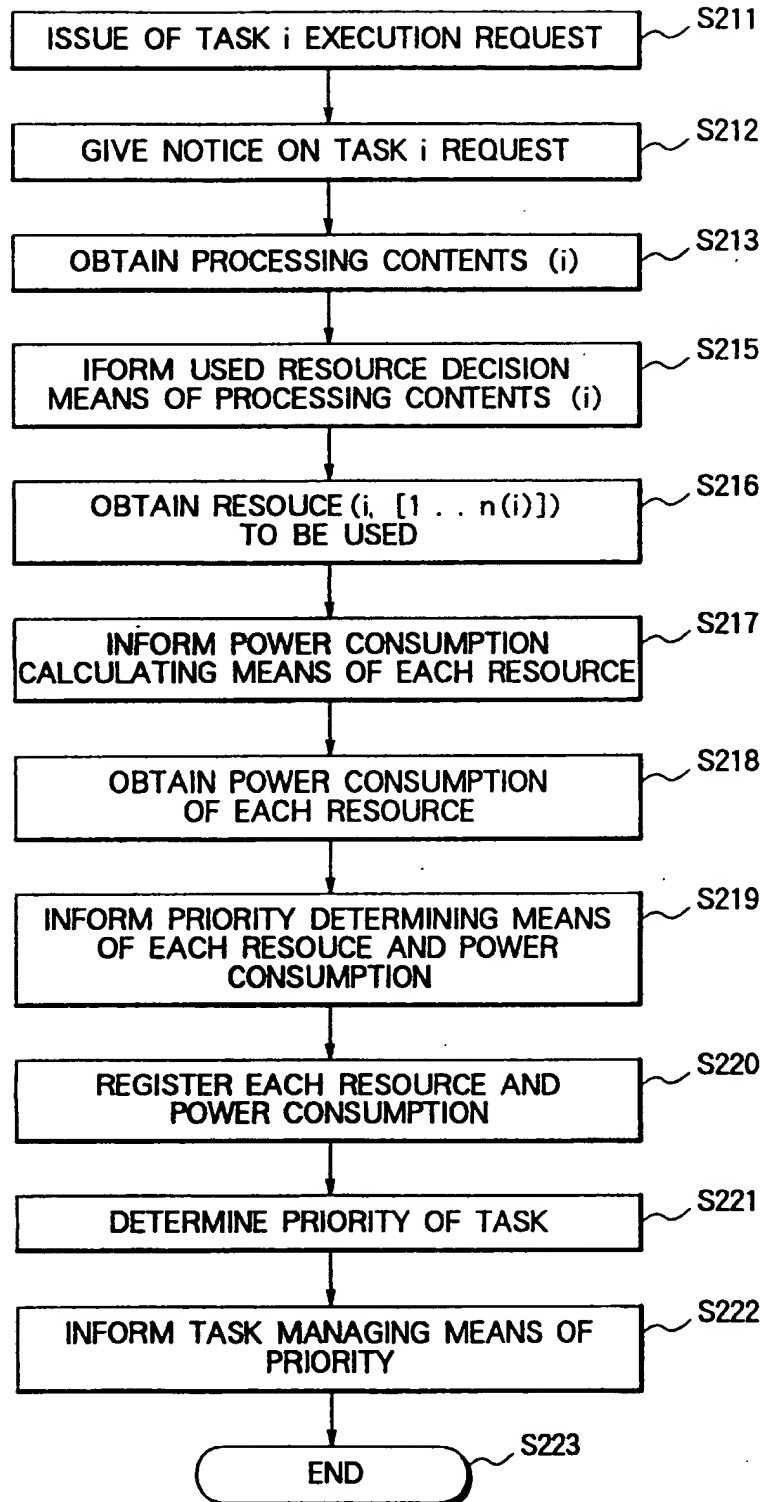 ISSUE OF TASK i EXECUTION REQUEST
S211
GIVE NOTICE ON TASK i REQUEST
S212
OBTAIN PROCESSING CONTENTS (i)
S213
IFORM USED RESOURCE DECISION
MEANS OF PROCESSING CONTENTS (i)
S215
OBTAIN RESOUCE (i, [1 . . n(i)])
TO BE USED
S216
INFORM POWER CONSUMPTION
CALCULATING MEANS OF EACH RESOURCE
S217
OBTAIN POWER CONSUMPTION
OF EACH RESOURCE
S218
INFORM PRIORITY DETERMINING MEANS
OF EACH RESOUCE AND POWER
CONSUMPTION
S219
REGISTER EACH RESOURCE AND
POWER CONSUMPTION
S220
DETERMINE PRIORITY OF TASK
S221
INFORM TASK MANAGING MEANS OF
PRIORITY
S222
END
S223